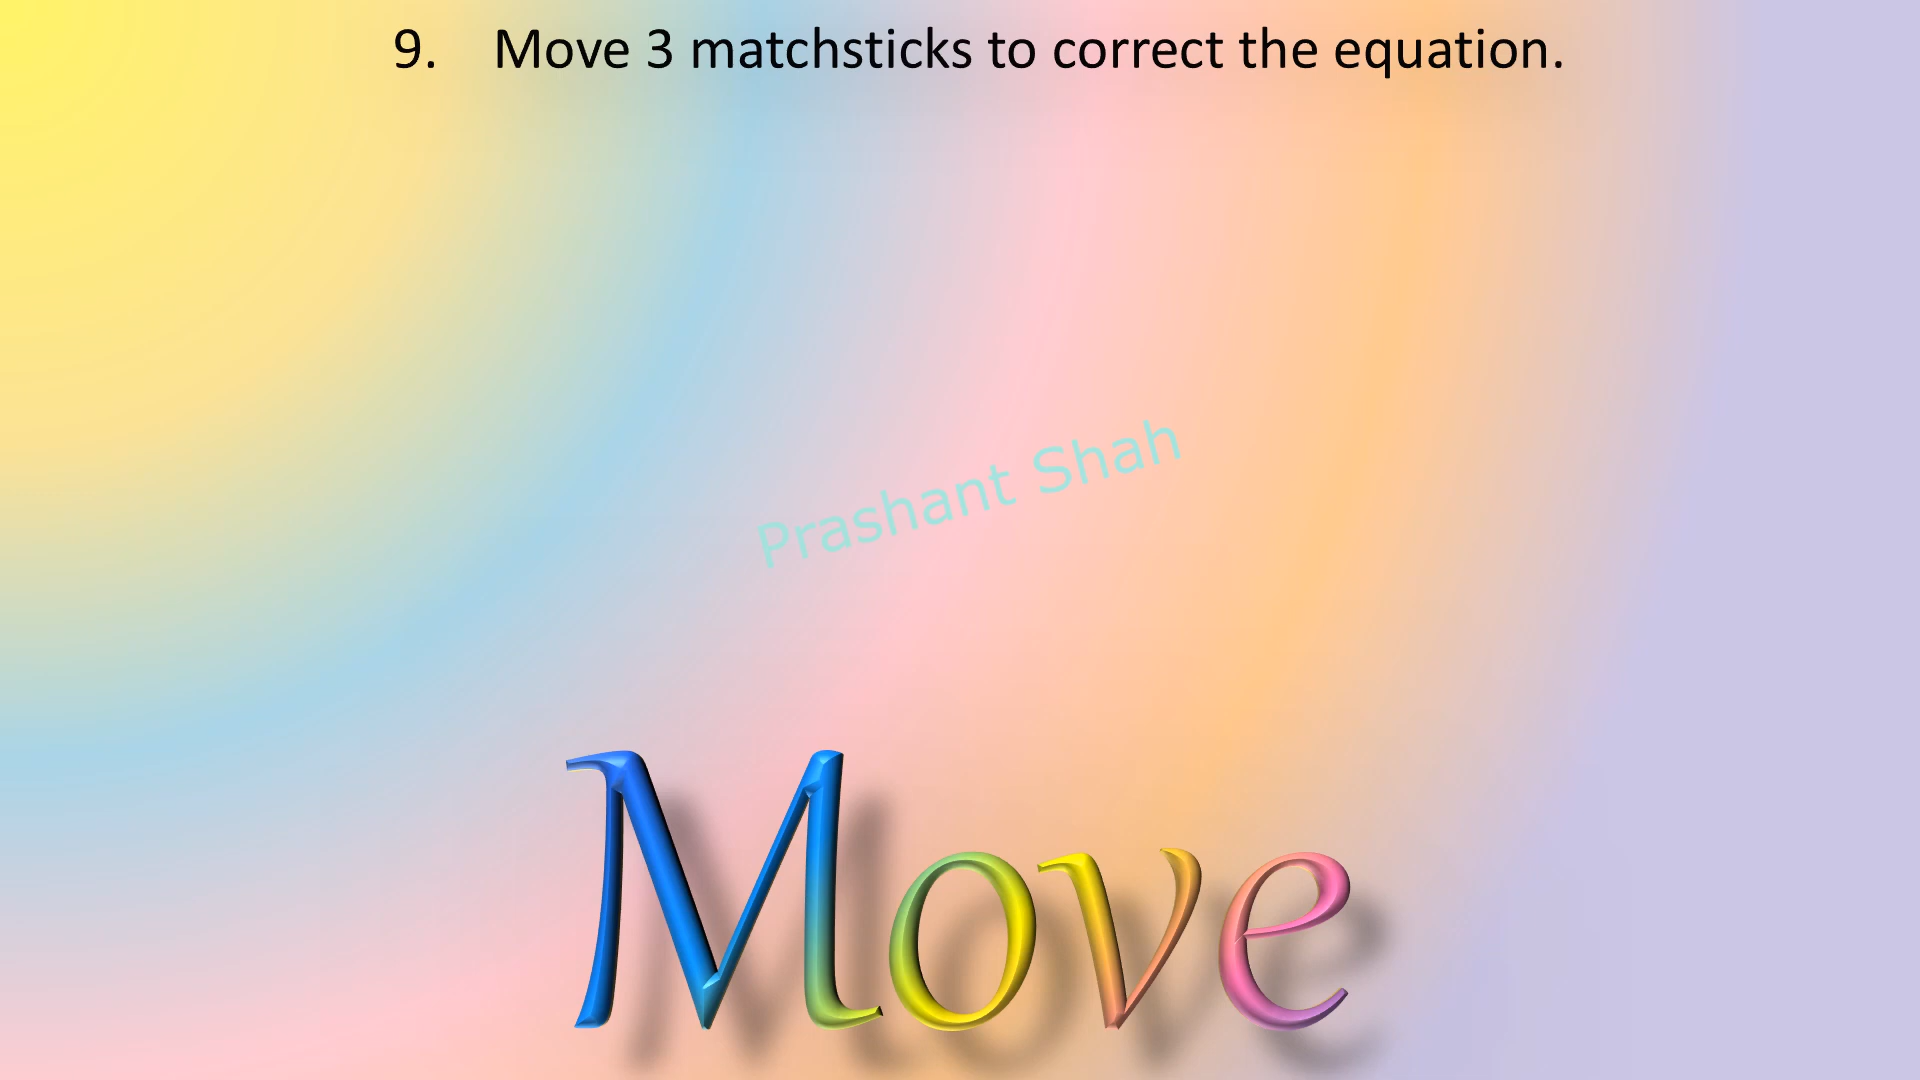 9. Move 3 matchsticks to correct the equation.
Prashant Shah
Move